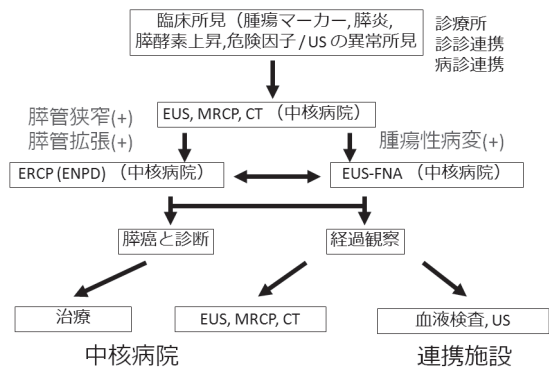 臨床所見（腫瘍マーカー, 膵炎,
膵酵素上昇,危険因子 / US の異常所見
診療所
診診連携
病診連携
EUS, MRCP, CT （中核病院）
膵管狭窄(+)
膵管拡張(+)
腫瘍性病変(+)
ERCP (ENPD) （中核病院）
EUS-FNA （中核病院）
膵癌と診断
経過観察
治療
EUS, MRCP, CT
血液検査, US
中核病院
連携施設